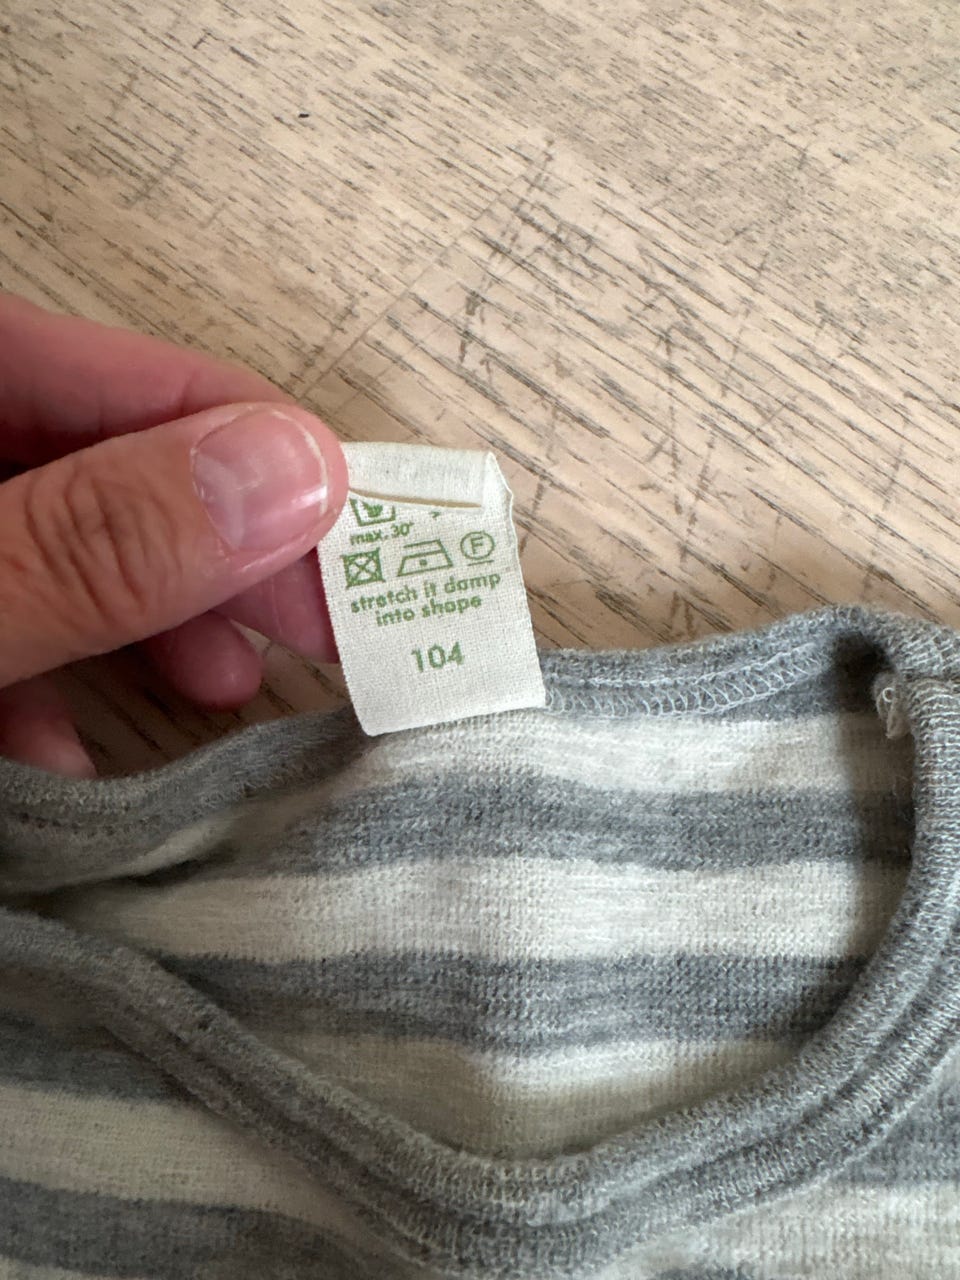 max. 30°
F
stretch it damp
into shape
104